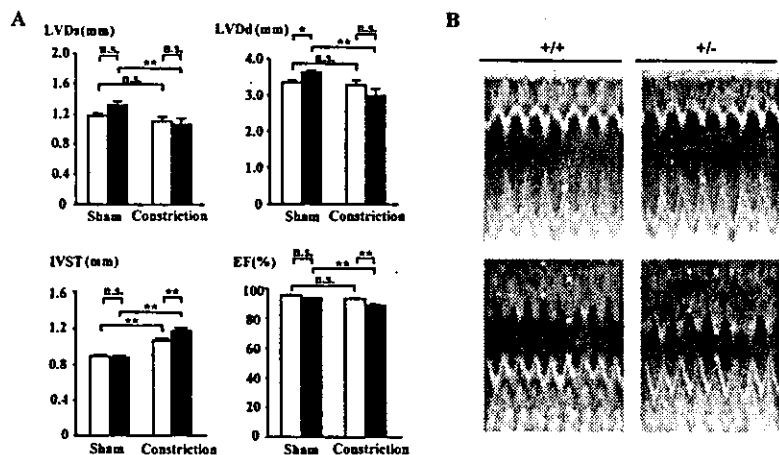 A
B
LVDs(mm)
n.s.
n.s.
**
n.s.
2.0
1.6
1.2
0.8
0.4
0
Sham Constriction
LVDd (mm)
*
n.s.
**
n.s.
4.0
3.0
2.0
1.0
0
Sham Constriction
+/+
+/-
IVST (mm)
n.s.
**
**
**
1.6
1.2
0.8
0.4
0
Sham Constriction
EF(%)
n.s.
**
**
n.s.
100
80
60
40
20
0
Sham Constriction